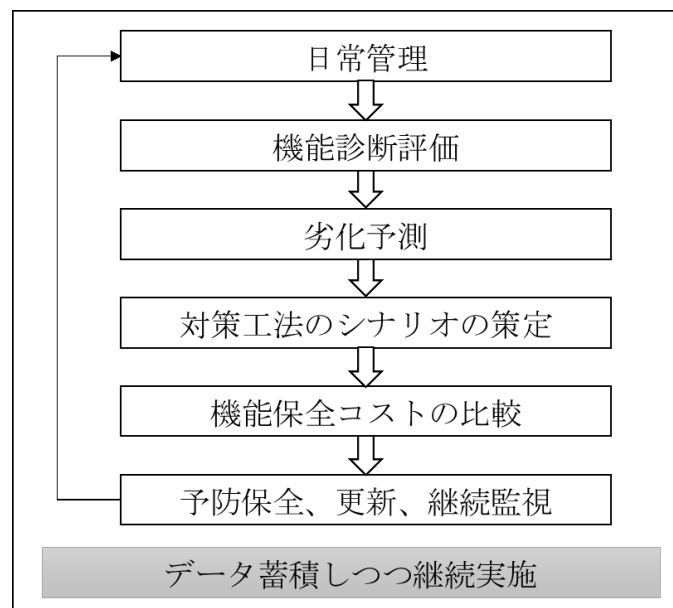 日常管理
機能診断評価
劣化予測
対策工法のシナリオの策定
機能保全コストの比較
予防保全、更新、継続監視
データ蓄積しつつ継続実施